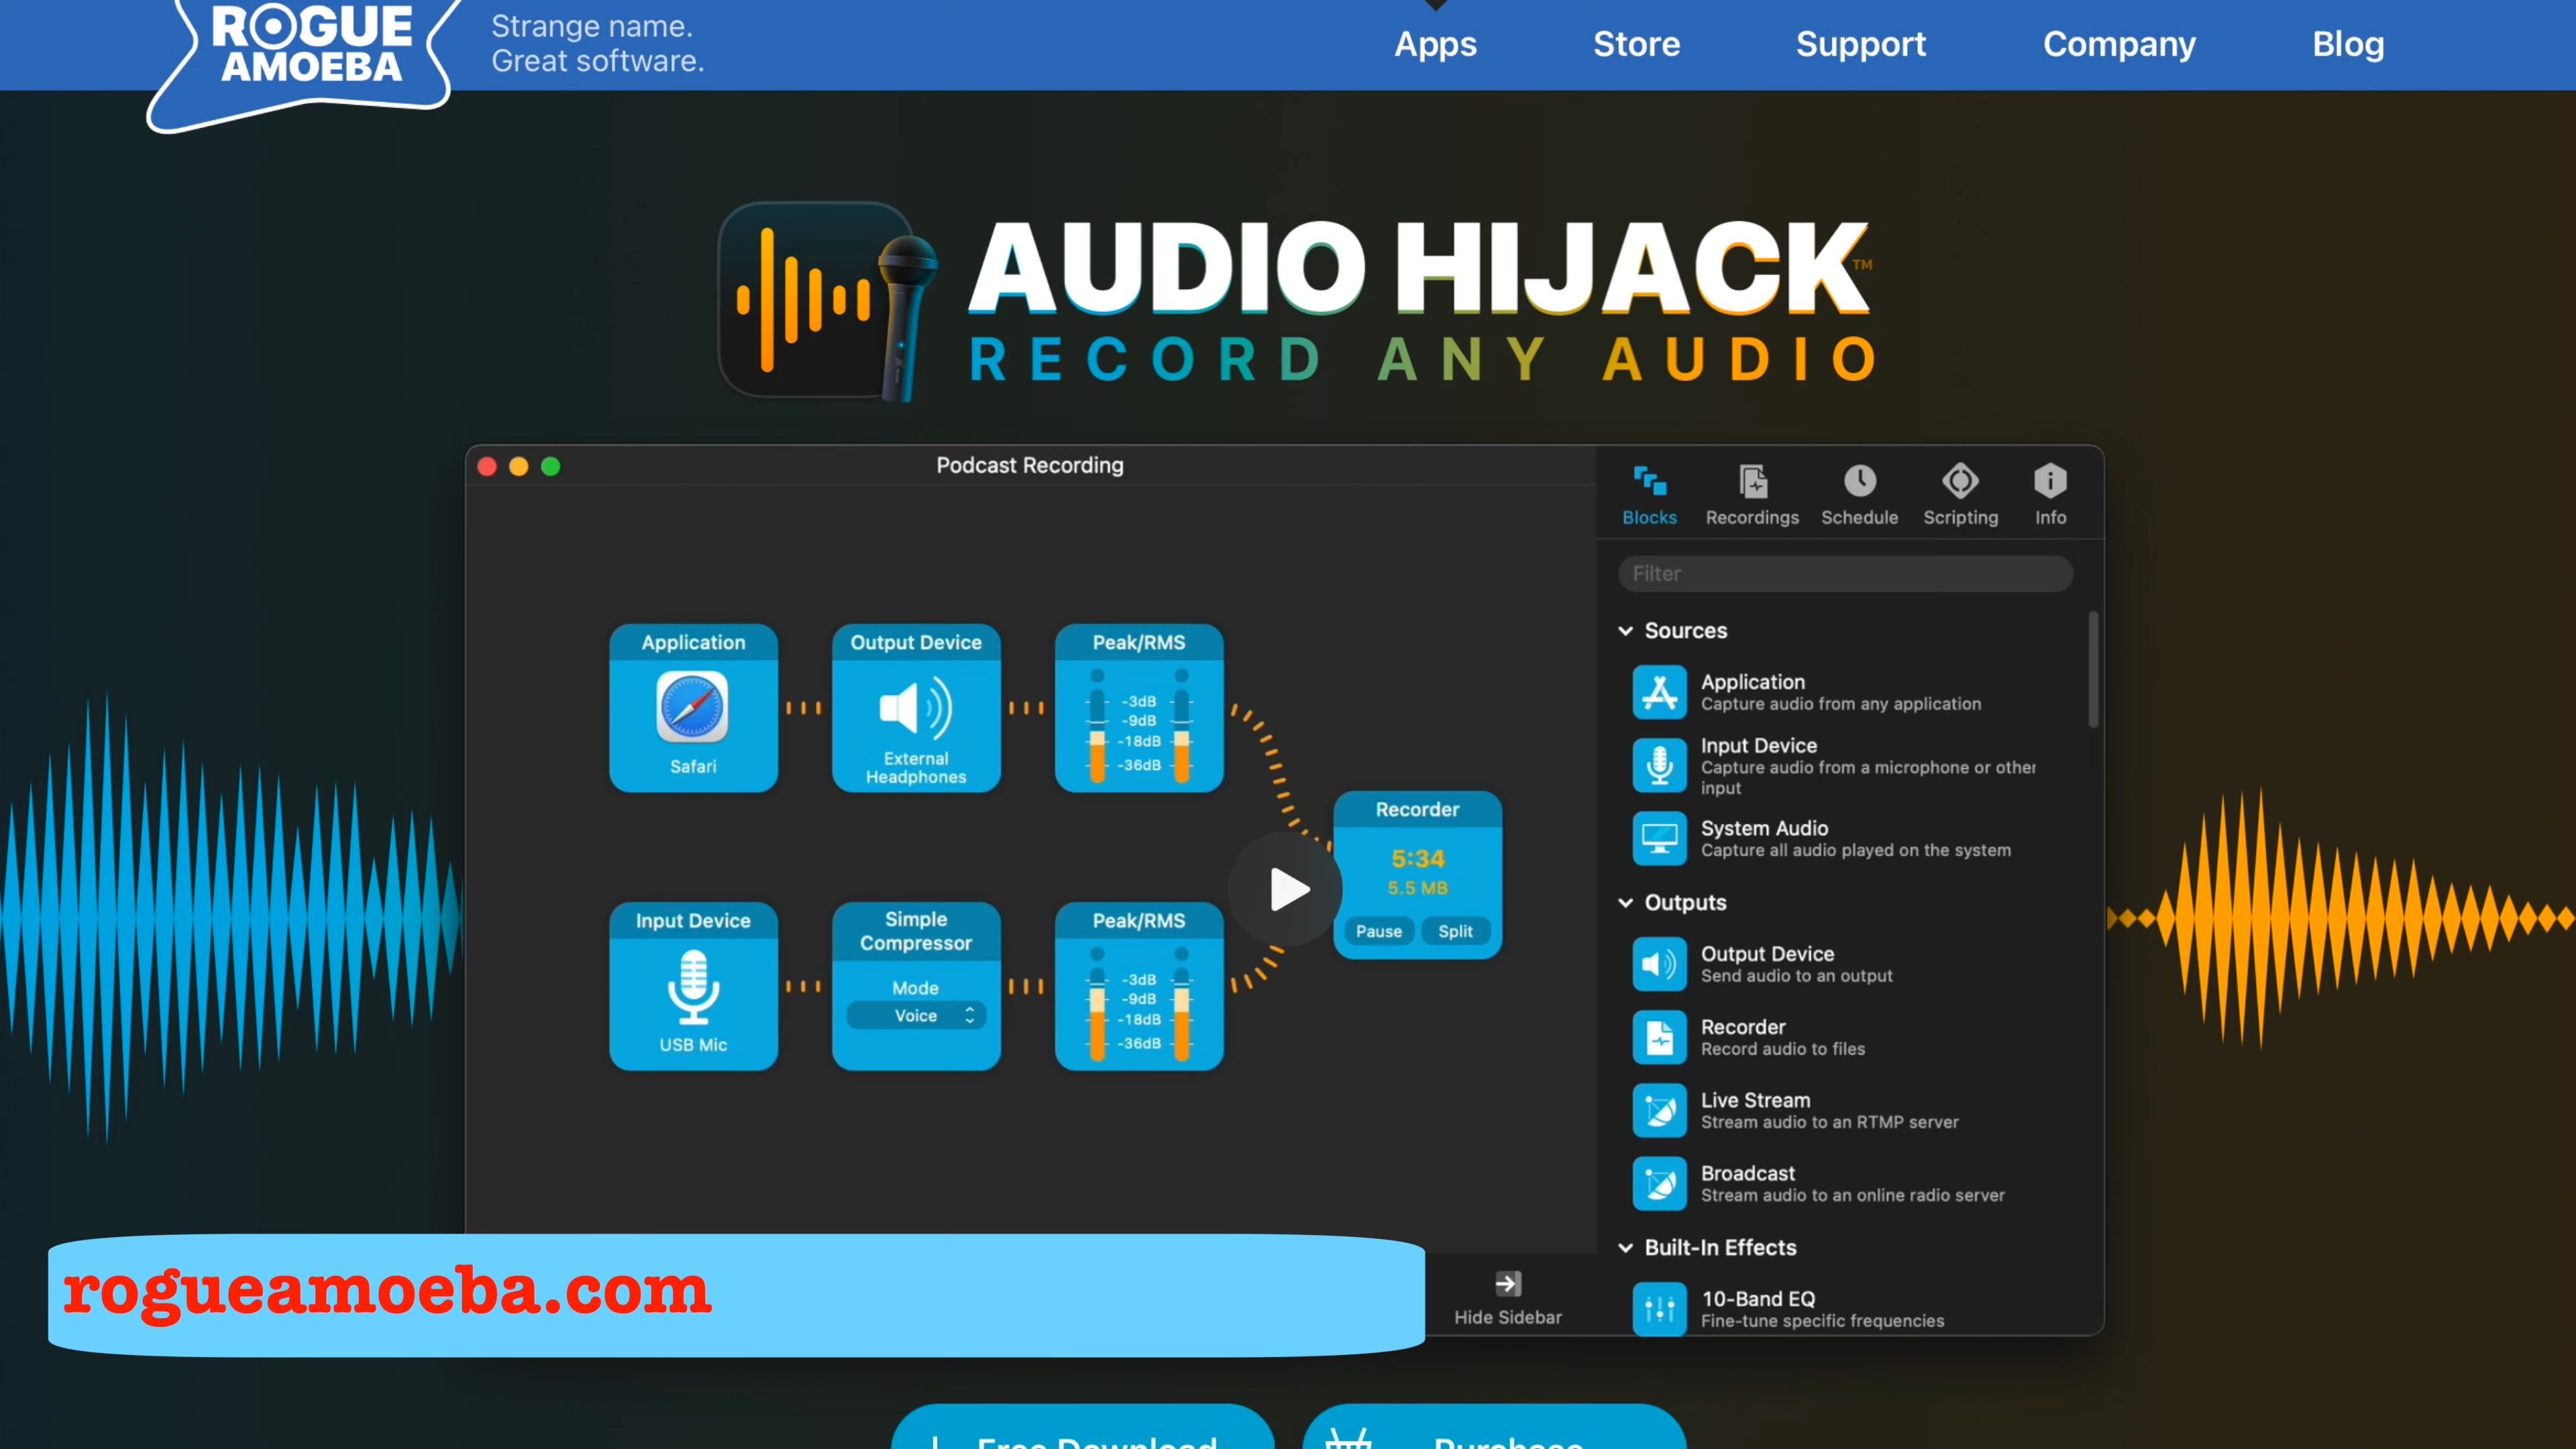 ROGUE
AMOEBA
Strange name.
Great software.
Apps
Store
Support
Company
Blog
AUDIO HIJACK™
RECORD ANY AUDIO
Podcast Recording
Blocks
Recordings
Schedule
Scripting
Info
Filter
Application
Safari
Output Device
External
Headphones
Peak/RMS
-3dB
-9dB
-18dB
-36dB
Recorder
5:34
5.5 MB
Pause
Split
Input Device
USB Mic
Simple
Compressor
Mode
Voice
Peak/RMS
-3dB
-9dB
-18dB
-36dB
Sources
Application
Capture audio from any application
Input Device
Capture audio from a microphone or other
input
System Audio
Capture all audio played on the system
Outputs
Output Device
Send audio to an output
Recorder
Record audio to files
Live Stream
Stream audio to an RTMP server
Broadcast
Stream audio to an online radio server
Built-In Effects
10-Band EQ
Fine-tune specific frequencies
Hide Sidebar
rogueamoeba.com
Free Download
Purchase